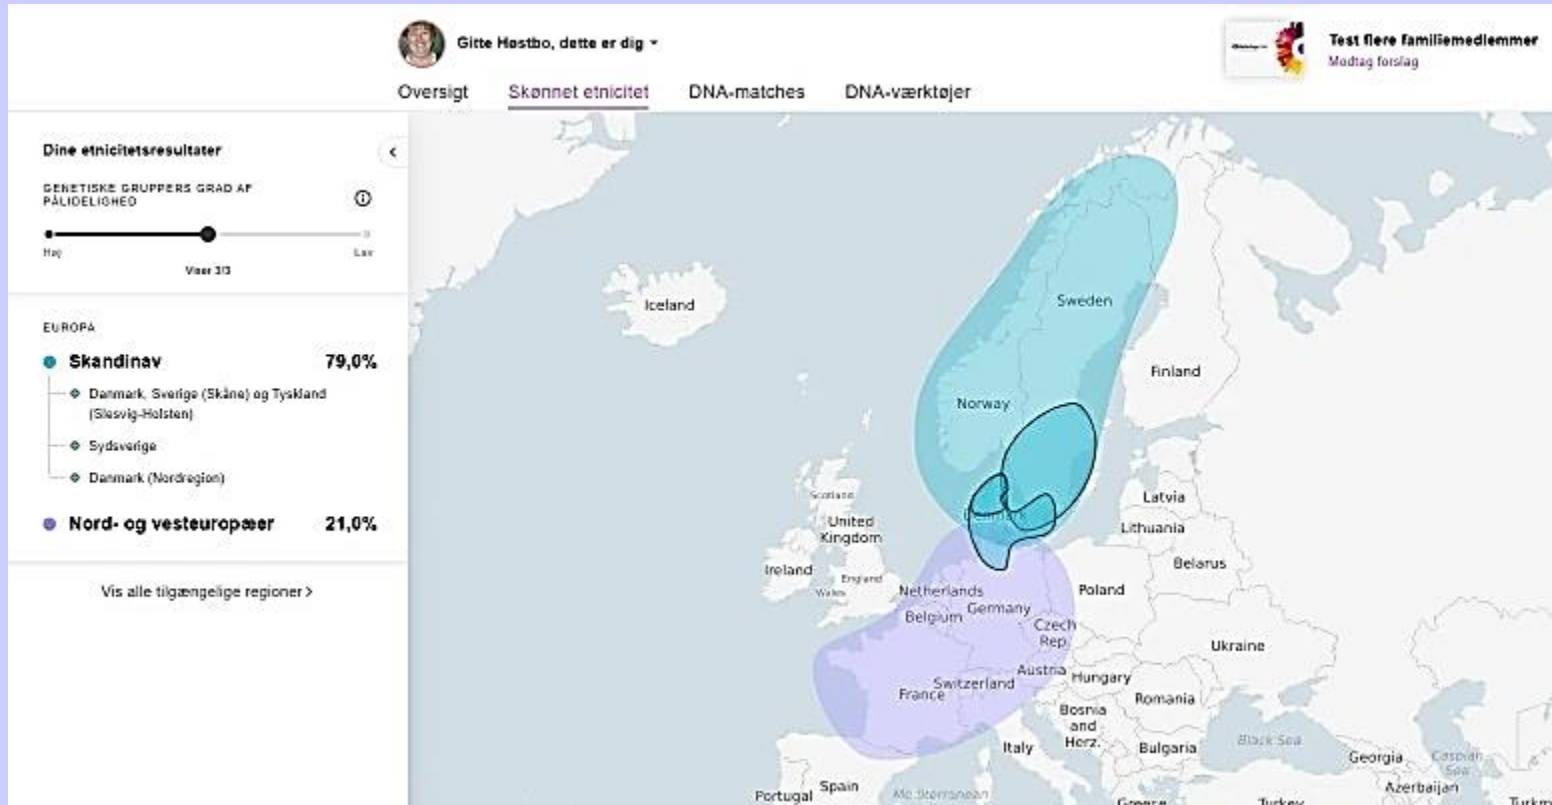 Gitte Høstbo, dette er dig
Test flere familiemedlemmer
Modtag forslag
Oversigt
Skønnet etnicitet
DNA-matches
DNA-værktøjer
Dine etnicitetsresultater
GENETISKE GRUPPERS GRAD AF
PÅLIDELIGHED
Høj
Lav
Viser 3/3
EUROPA
Skandinav 79,0%
Danmark, Sverige (Skåne) og Tyskland
(Slesvig-Holsten)
Sydsverige
Danmark (Nordregion)
Nord- og vesteuropæer 21,0%
Vis alle tilgængelige regioner
Iceland
Sweden
Finland
Norway
Scotland
Latvia
Denmark
United
Kingdom
Lithuania
Ireland
England
Belarus
Wales
Netherlands
Poland
Germany
Belgium
Czech
Rep.
Ukraine
Austria
Hungary
Switzerland
France
Romania
Bosnia
and
Herz.
Italy
Bulgaria
Black Sea
Georgia
Caspian
Sea
Spain
Portugal
Azerbaijan
Greece
Turkey